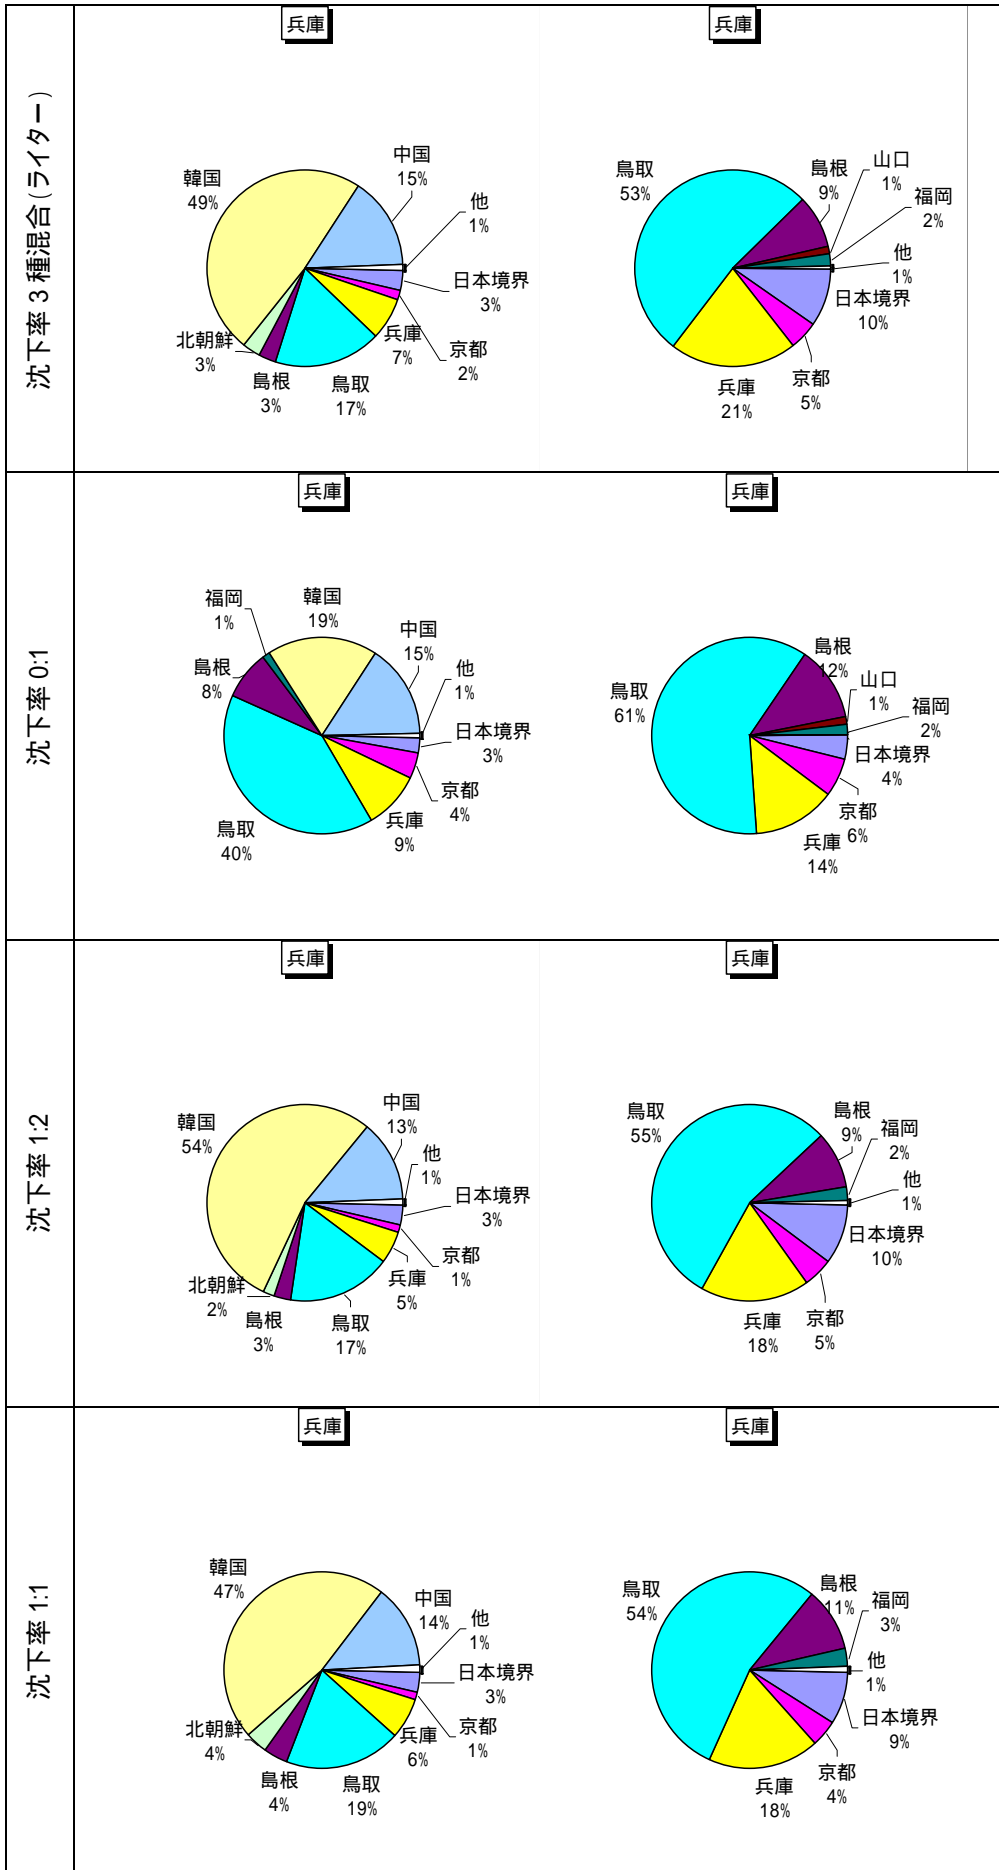 沈下率３種混合(ライター)
兵庫
韓国
49%
中国
15%
他
1%
日本境界
3%
京都
2%
兵庫
7%
鳥取
17%
島根
3%
北朝鮮
3%
兵庫
鳥取
53%
島根
9%
山口
1%
福岡
2%
他
1%
日本境界
10%
京都
5%
兵庫
21%
沈下率 0:1
兵庫
福岡
1%
韓国
19%
中国
15%
他
1%
日本境界
3%
京都
4%
兵庫
9%
鳥取
40%
島根
8%
兵庫
鳥取
61%
島根
12%
山口
1%
福岡
2%
日本境界
4%
京都
6%
兵庫
14%
沈下率 1:2
兵庫
韓国
54%
中国
13%
他
1%
日本境界
3%
京都
1%
兵庫
5%
鳥取
17%
島根
3%
北朝鮮
2%
兵庫
鳥取
55%
島根
9%
福岡
2%
他
1%
日本境界
10%
京都
5%
兵庫
18%
沈下率 1:1
兵庫
韓国
47%
中国
14%
他
1%
日本境界
3%
京都
1%
兵庫
6%
鳥取
19%
島根
4%
北朝鮮
4%
兵庫
鳥取
54%
島根
11%
福岡
3%
他
1%
日本境界
9%
京都
4%
兵庫
18%